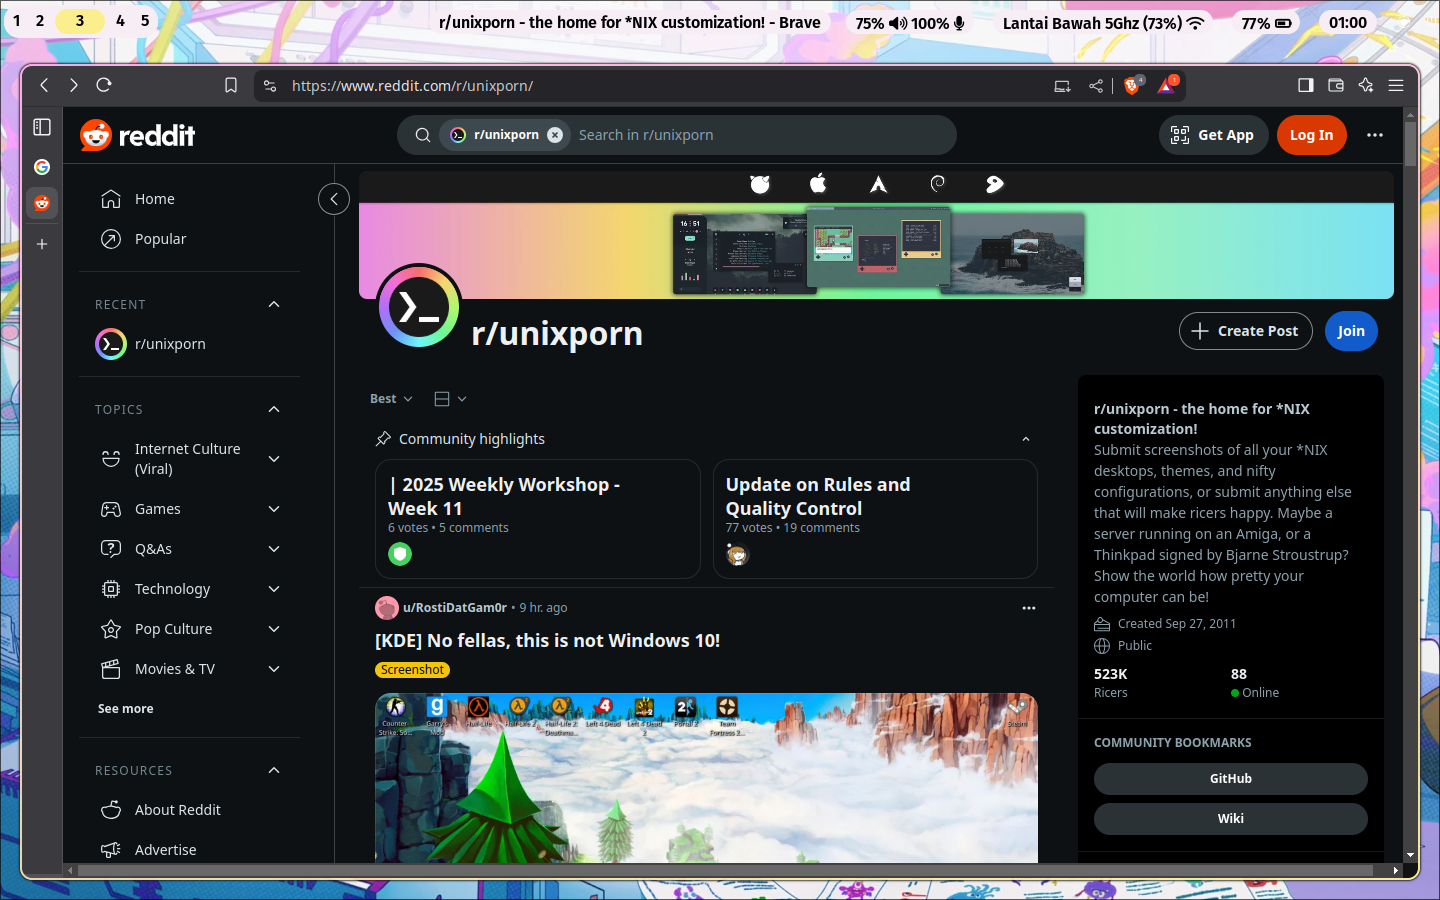 1 2 3 4 5
r/unixporn - the home for *NIX customization! - Brave
75% 100%
Lantai Bawah 5Ghz (73%)
77%
01:00
https://www.reddit.com/r/unixporn/
4
1
reddit
r/unixporn
Search in r/unixporn
Get App
Log In
Home
Popular
RECENT
r/unixporn
TOPICS
Internet Culture
(Viral)
Games
Q&As
Technology
Pop Culture
Movies & TV
See more
RESOURCES
About Reddit
Advertise
16 51
r/unixporn
Create Post
Join
Best
Community highlights
| 2025 Weekly Workshop -
Week 11
6 votes • 5 comments
Update on Rules and
Quality Control
77 votes • 19 comments
u/RostiDatGam0r • 9 hr. ago
[KDE] No fellas, this is not Windows 10!
Screenshot
Counter
Strike: So...
Garry's
Mod
Half-Life
Half-Life 2
Half-Life 2:
Deathma...
Left 4 Dead
Left 4 Dead
2
Portal 2
Team
Fortress 2...
Steam
r/unixporn - the home for *NIX
customization!
Submit screenshots of all your *NIX
desktops, themes, and nifty
configurations, or submit anything else
that will make ricers happy. Maybe a
server running on an Amiga, or a
Thinkpad signed by Bjarne Stroustrup?
Show the world how pretty your
computer can be!
Created Sep 27, 2011
Public
523K
Ricers
88
Online
COMMUNITY BOOKMARKS
GitHub
Wiki